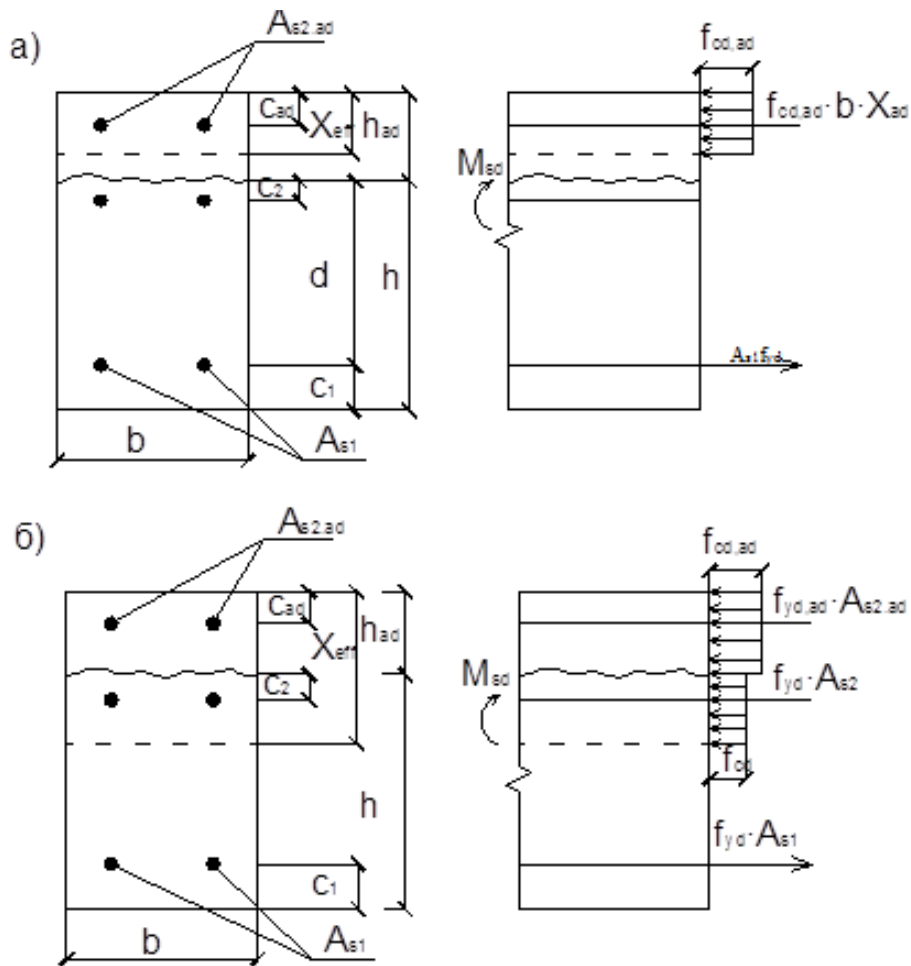 а)
As2.ad
fcd,ad
Cad
Xeff
had
fcd,ad·b·Xad
Msd
C2
d
h
As1fyd
C1
b
As1
б)
As2.ad
fcd,ad
Cad
Xeff
had
fyd,ad·As2.ad
C2
Msd
fyd·As2
fcd
h
fyd·As1
C1
b
As1